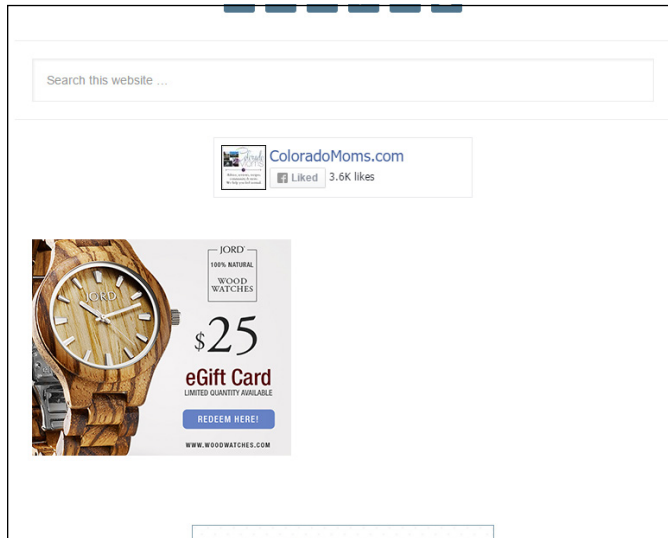 Search this website ...
ColoradoMoms.com
Liked 3.6K likes
JORD
100% NATURAL
WOOD
WATCHES
JORD
$25
eGift Card
LIMITED QUANTITY AVAILABLE
REDEEM HERE!
WWW.WOODWATCHES.COM